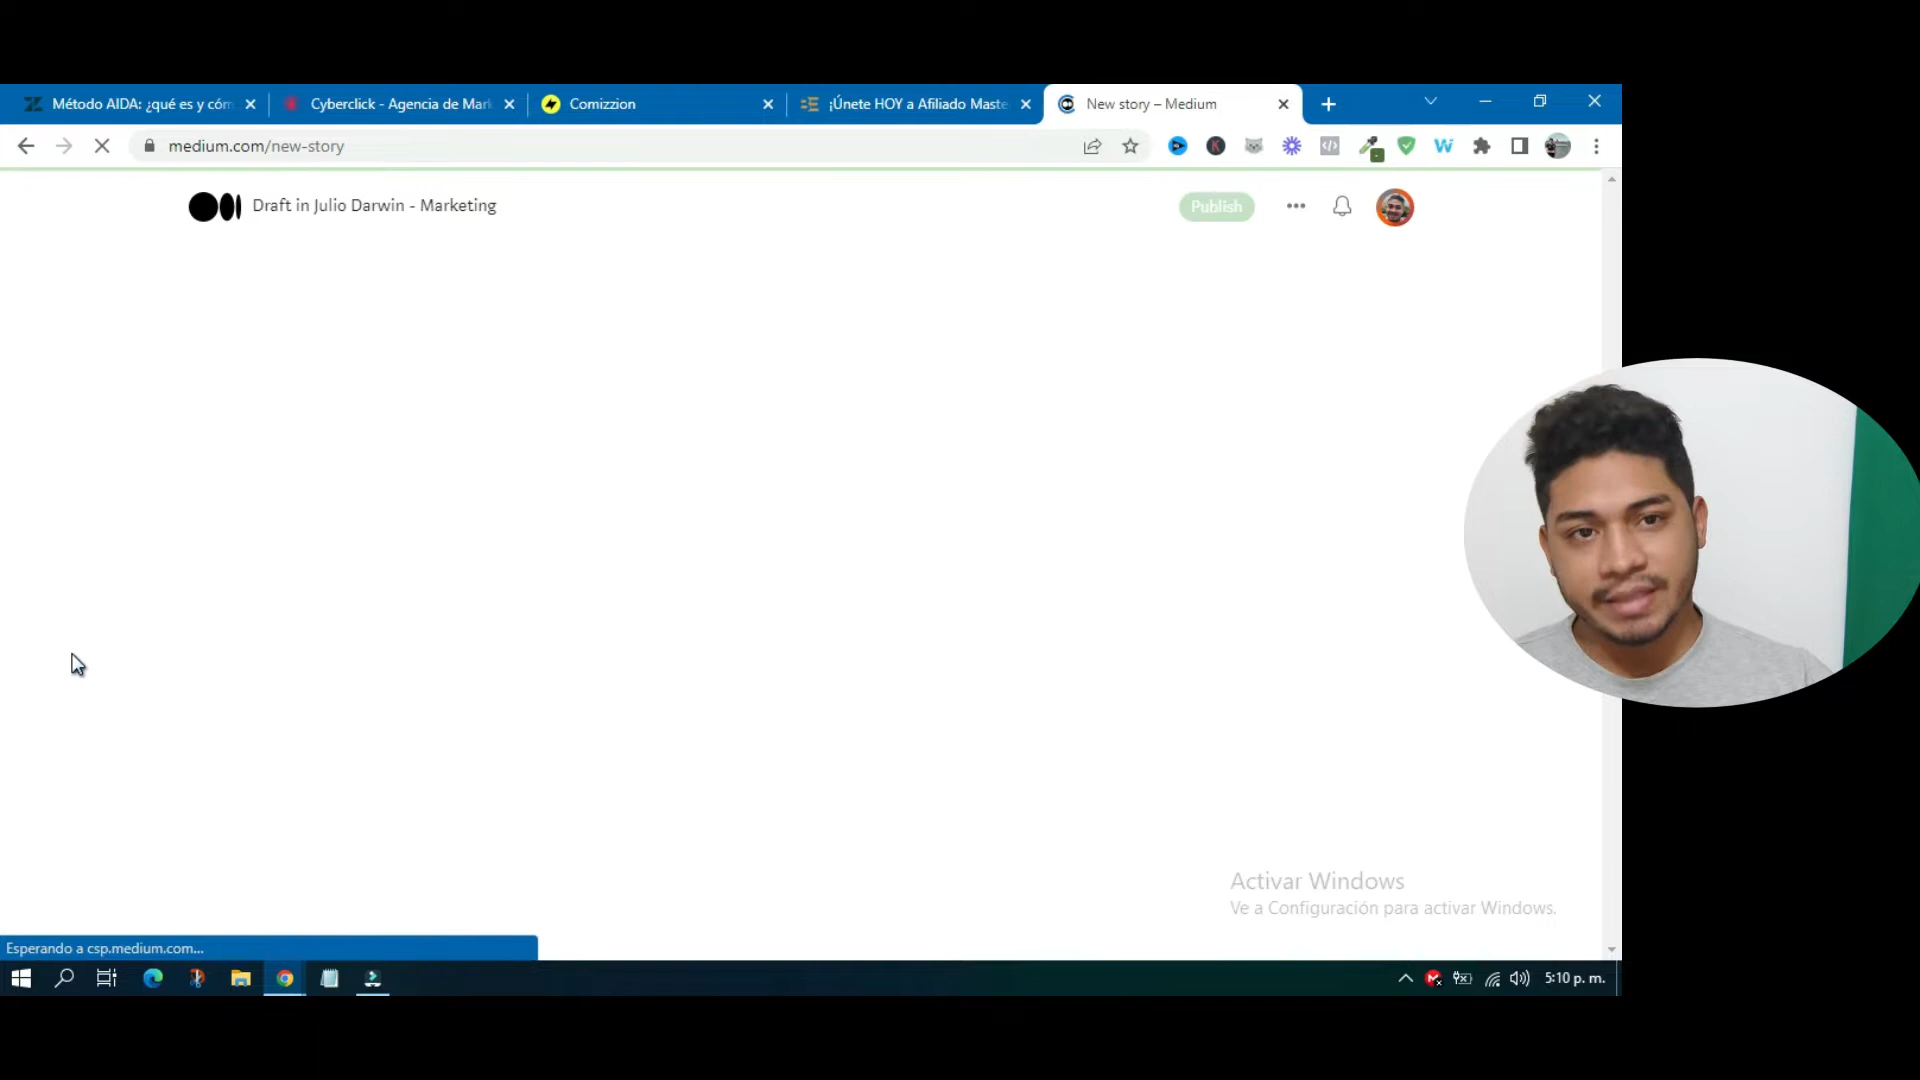 Método AIDA: ¿qué es y cóm
Cyberclick - Agencia de Mark
Comizzion
¡Únete HOY a Afiliado Maste
New story – Medium
medium.com/new-story
Draft in Julio Darwin - Marketing
Publish
Activar Windows
Ve a Configuración para activar Windows.
Esperando a csp.medium.com...
5:10 p. m.